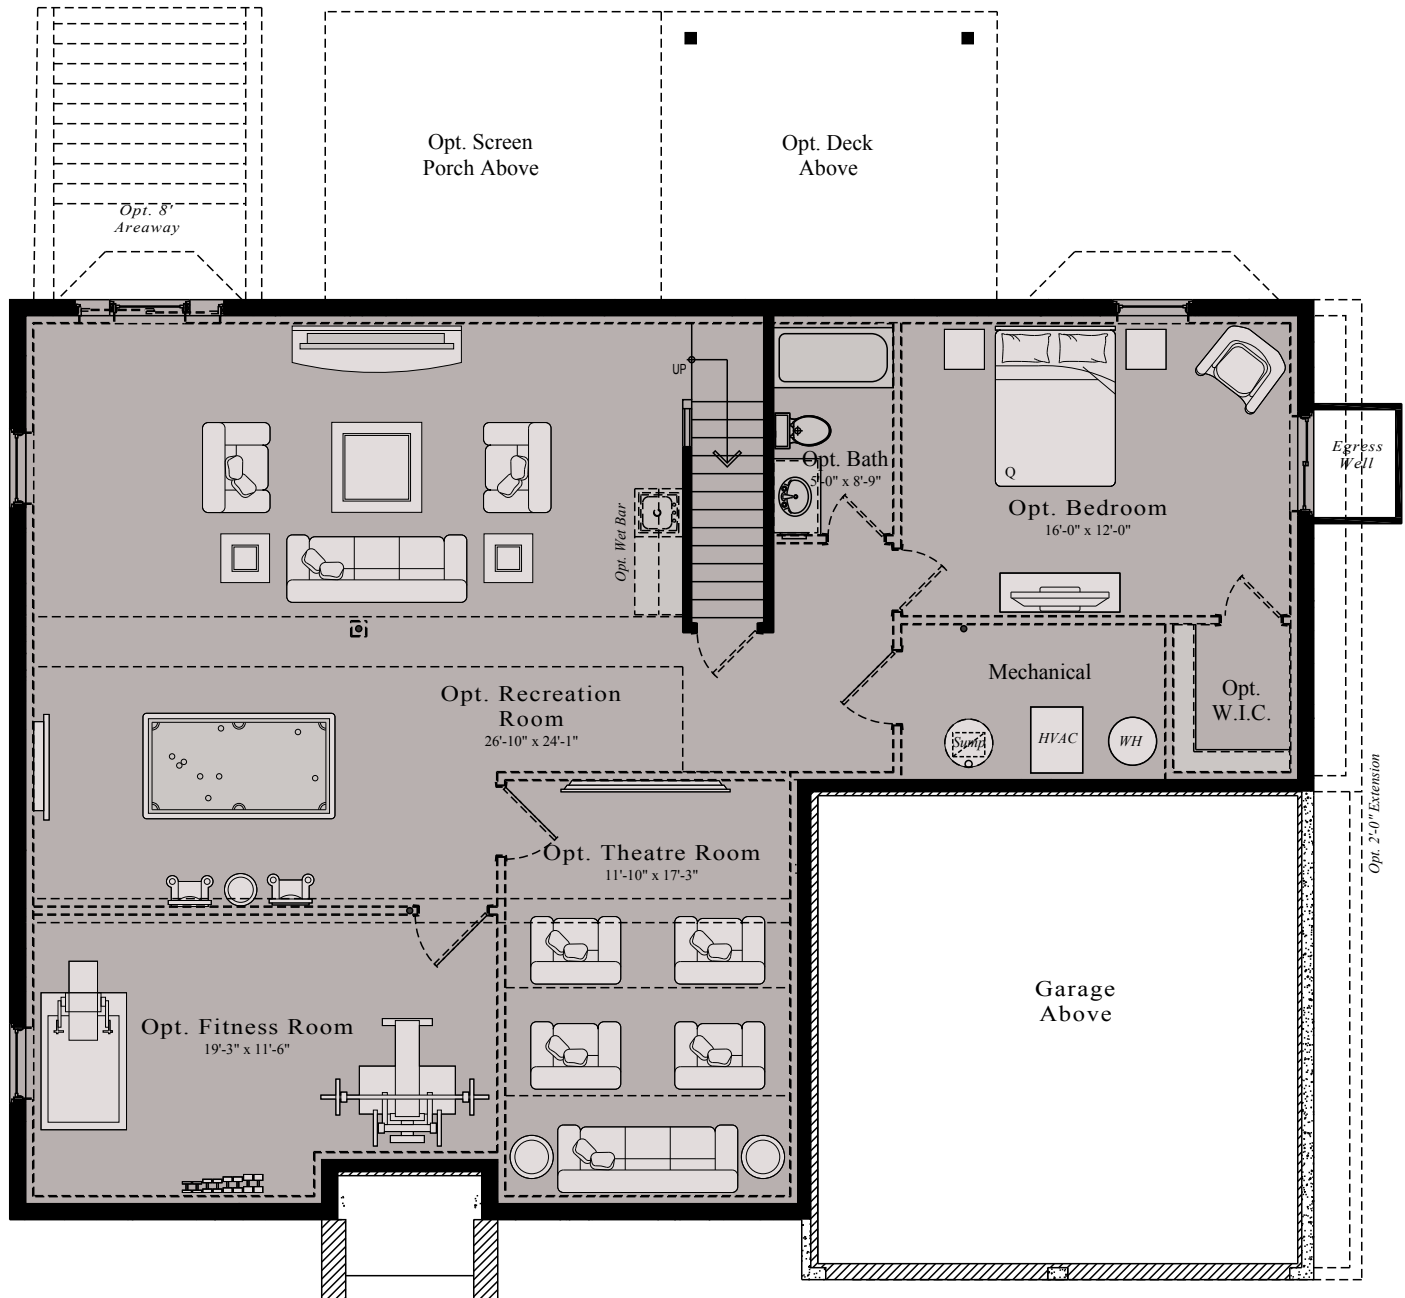 Opt. Screen
Porch Above
Opt. Deck
Above
Opt. 8'
Areaway
UP
Opt. Bath
5'-0" x 8'-9"
Egress
Well
Q
Opt. Bedroom
16'-0" x 12'-0"
Opt. Wet Bar
Mechanical
Opt. Recreation
Room
26'-10" x 24'-1"
Opt.
W.I.C.
Sump
HVAC
WH
Opt. 2'-0" Extension
Opt. Theatre Room
11'-10" x 17'-3"
Garage
Above
Opt. Fitness Room
19'-3" x 11'-6"